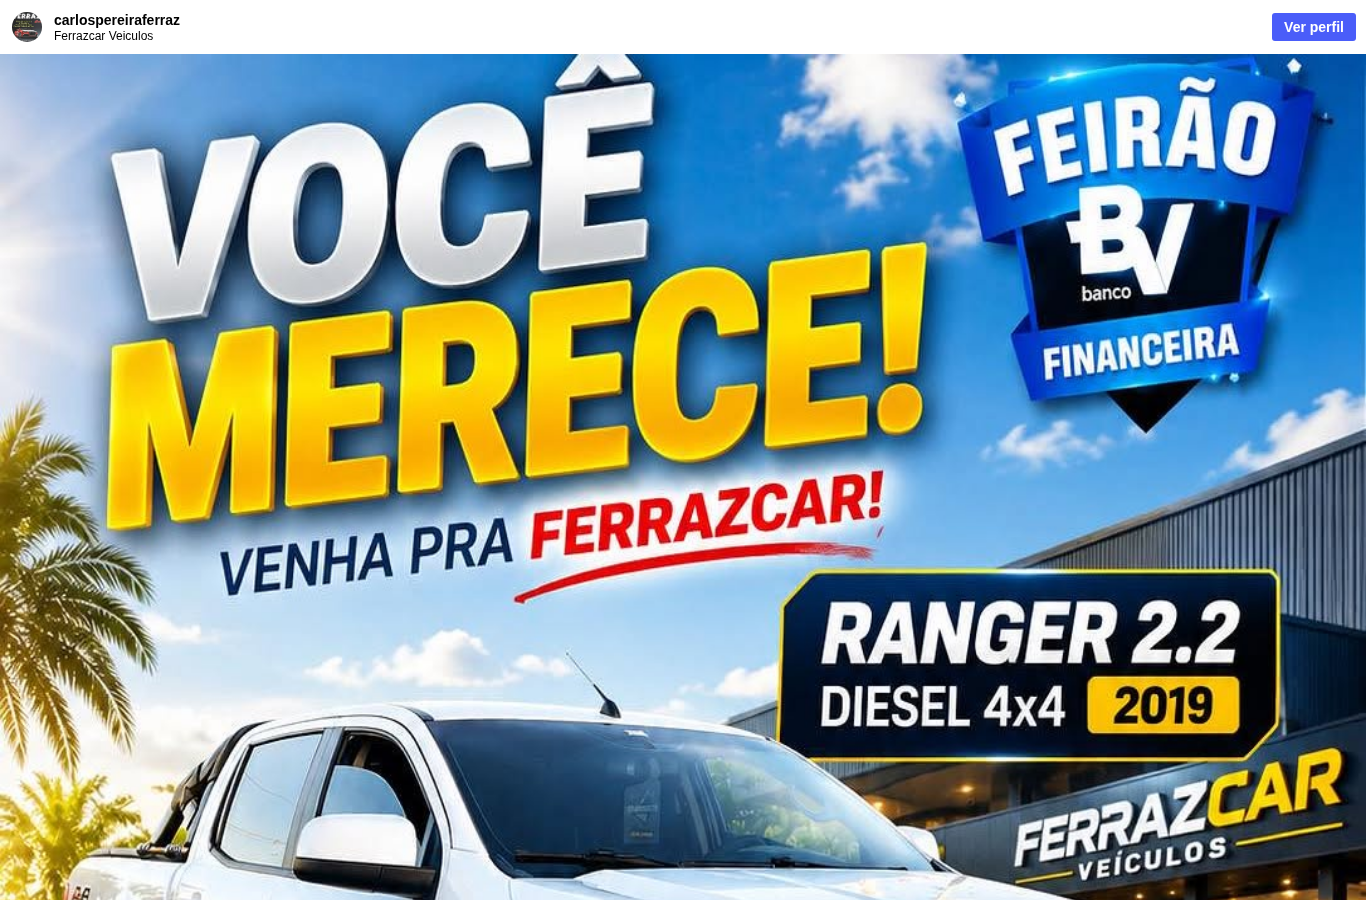 carlospereiraferraz
Ferrazcar Veiculos
Ver perfil
VOCÊ
MERECE!
VENHA PRA FERRAZCAR!
FEIRÃO
BV
banco
FINANCEIRA
RANGER 2.2
DIESEL 4x4 2019
FERRAZCAR
VEÍCULOS